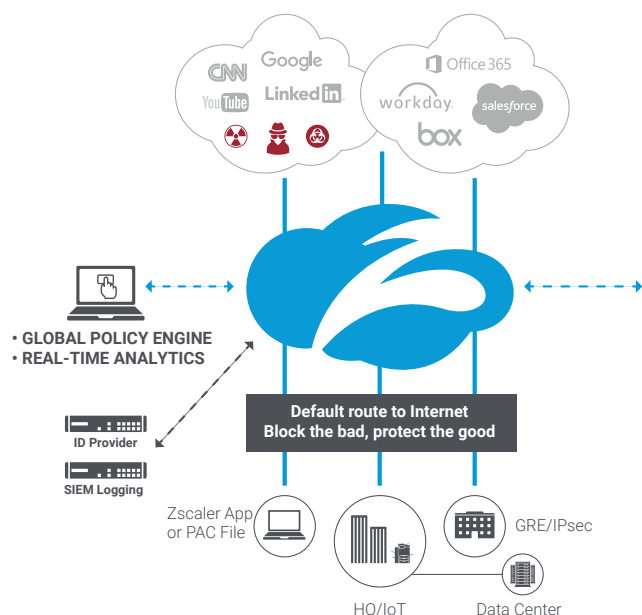 CNN
Google
YouTube
LinkedIn
Office 365
workday.
salesforce
box
• GLOBAL POLICY ENGINE
• REAL-TIME ANALYTICS
ID Provider
SIEM Logging
Default route to Internet
Block the bad, protect the good
Zscaler App
or PAC File
GRE/IPsec
HQ/IoT
Data Center